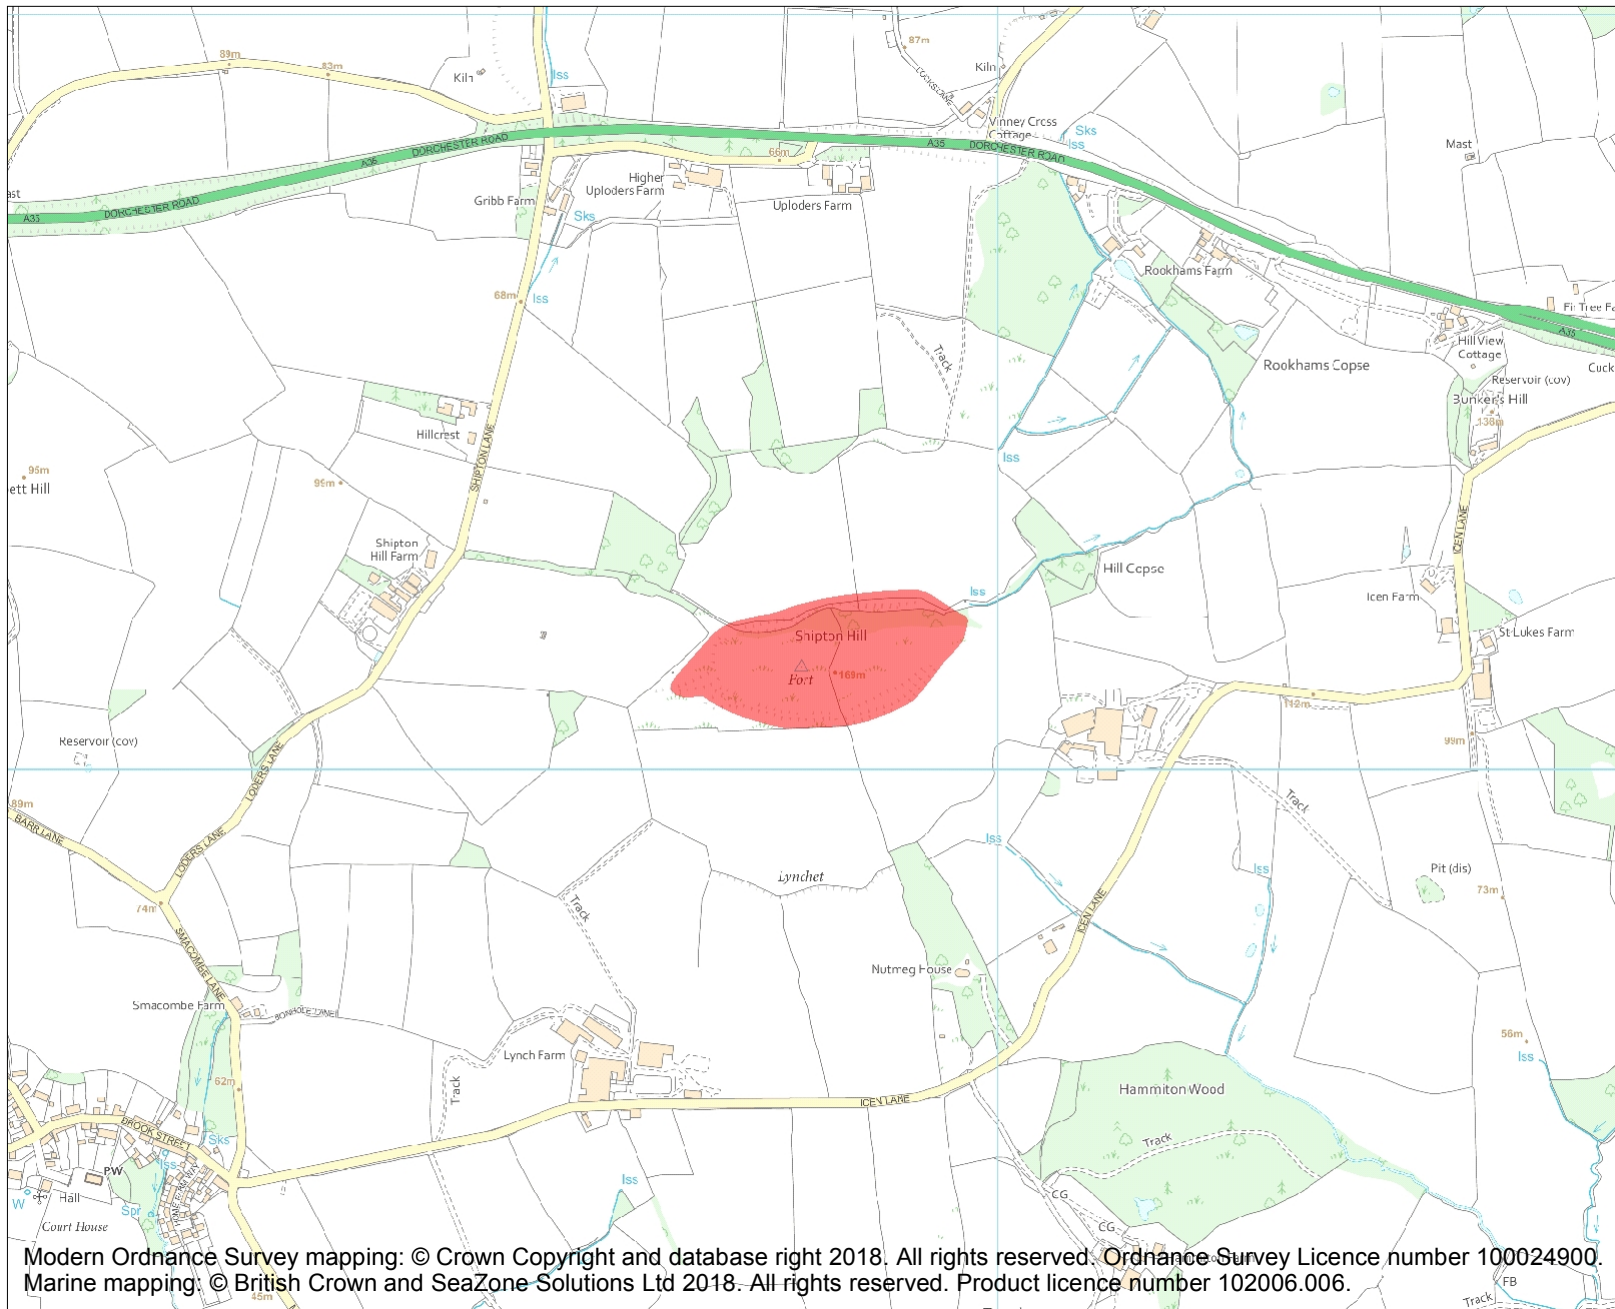 89m
83m
Kiln
Iss
87m
Kiln
COCKS LANE
Vinney Cross
Cottage
Sks
Iss
Mast
ast
A35
DORCHESTER ROAD
A35
DORCHESTER ROAD
66m
A35
DORCHESTER ROAD
Higher
Uploders Farm
Gribb Farm
Uploders Farm
Sks
Rookhams Farm
68m
Iss
A35
Hill View
Cottage
Track
Rookhams Copse
Reservoir (cov)
Bunker's Hill
138m
Hillcrest
SHIPTON LANE
Iss
95m
ett Hill
99m
Shipton
Hill Farm
ICEN LANE
Hill Copse
Iss
Icen Farm
St Lukes Farm
Shipton Hill
Fort
169m
112m
99m
Reservoir (cov)
LODERS LANE
89m
BARR LANE
LODERS LANE
Track
Iss
Iss
Pit (dis)
73m
Lynchet
74m
Track
ICEN LANE
SMACOMBE LANE
Nutmeg House
Smacombe Farm
Lynch Farm
56m
Iss
62m
Track
Hammiton Wood
ICEN LANE
BROOK STREET
Sks
Iss
Track
PW
W
Hall
Spr
Iss
CG
Court House
CG
Modern Ordnance Survey mapping: © Crown Copyright and database right 2018. All rights reserved. Ordnance Survey Licence number 100024900.
Marine mapping: © British Crown and SeaZone Solutions Ltd 2018. All rights reserved. Product licence number 102006.006.
FB
45m
Track